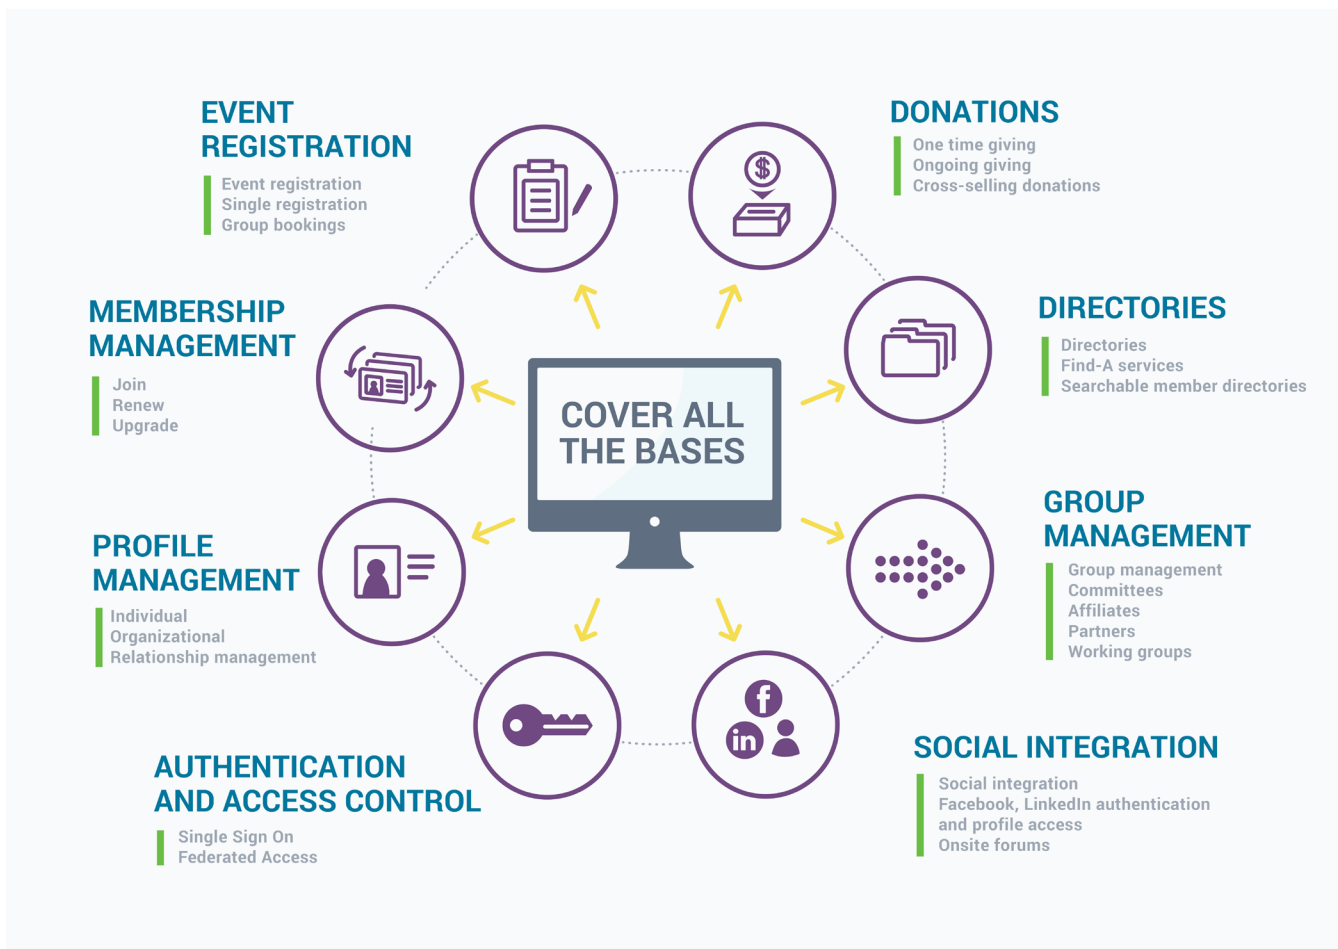 EVENT
REGISTRATION
Event registration
Single registration
Group bookings
DONATIONS
One time giving
Ongoing giving
Cross-selling donations
$
MEMBERSHIP
MANAGEMENT
Join
Renew
Upgrade
DIRECTORIES
Directories
Find-A services
Searchable member directories
COVER ALL
THE BASES
PROFILE
MANAGEMENT
Individual
Organizational
Relationship management
GROUP
MANAGEMENT
Group management
Committees
Affiliates
Partners
Working groups
AUTHENTICATION
AND ACCESS CONTROL
Single Sign On
Federated Access
f
in
SOCIAL INTEGRATION
Social integration
Facebook, LinkedIn authentication
and profile access
Onsite forums